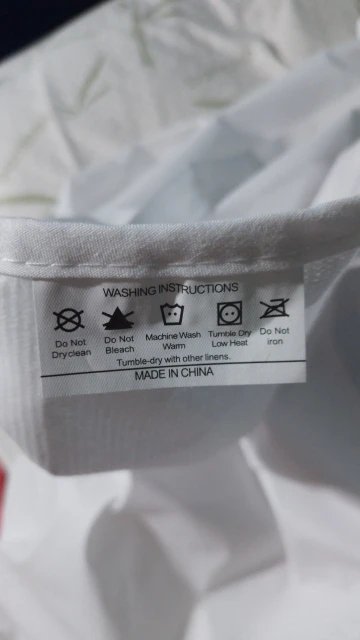 WASHING INSTRUCTIONS
Do Not Dryclean
Do Not Bleach
Machine Wash Warm
Tumble Dry Low Heat
Do Not iron
Tumble-dry with other linens.
MADE IN CHINA